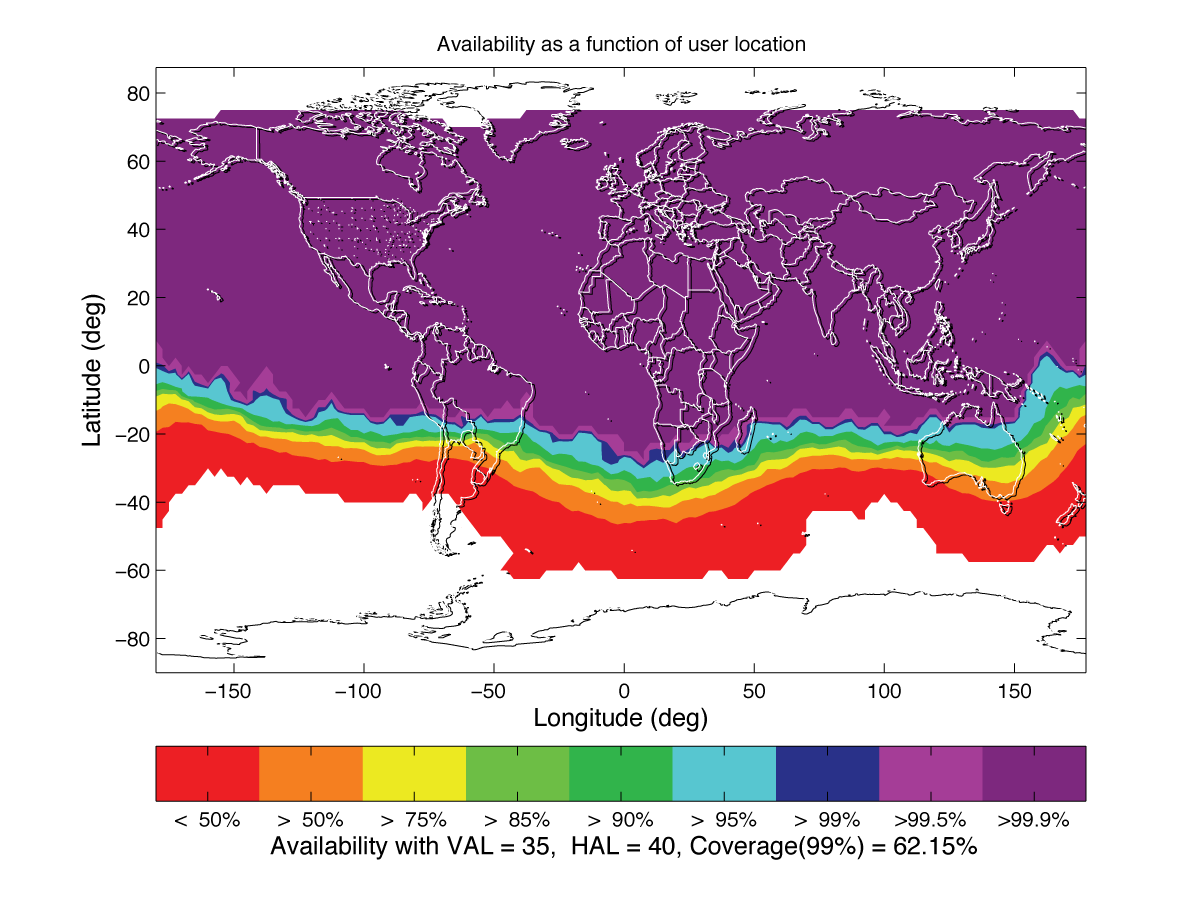 Availability as a function of user location
80
60
40
20
0
−20
−40
−60
−80
Latitude (deg)
−150 −100 −50 0 50 100 150
Longitude (deg)
< 50% > 50% > 75% > 85% > 90% > 95% > 99% >99.5% >99.9%
Availability with VAL = 35, HAL = 40, Coverage(99%) = 62.15%